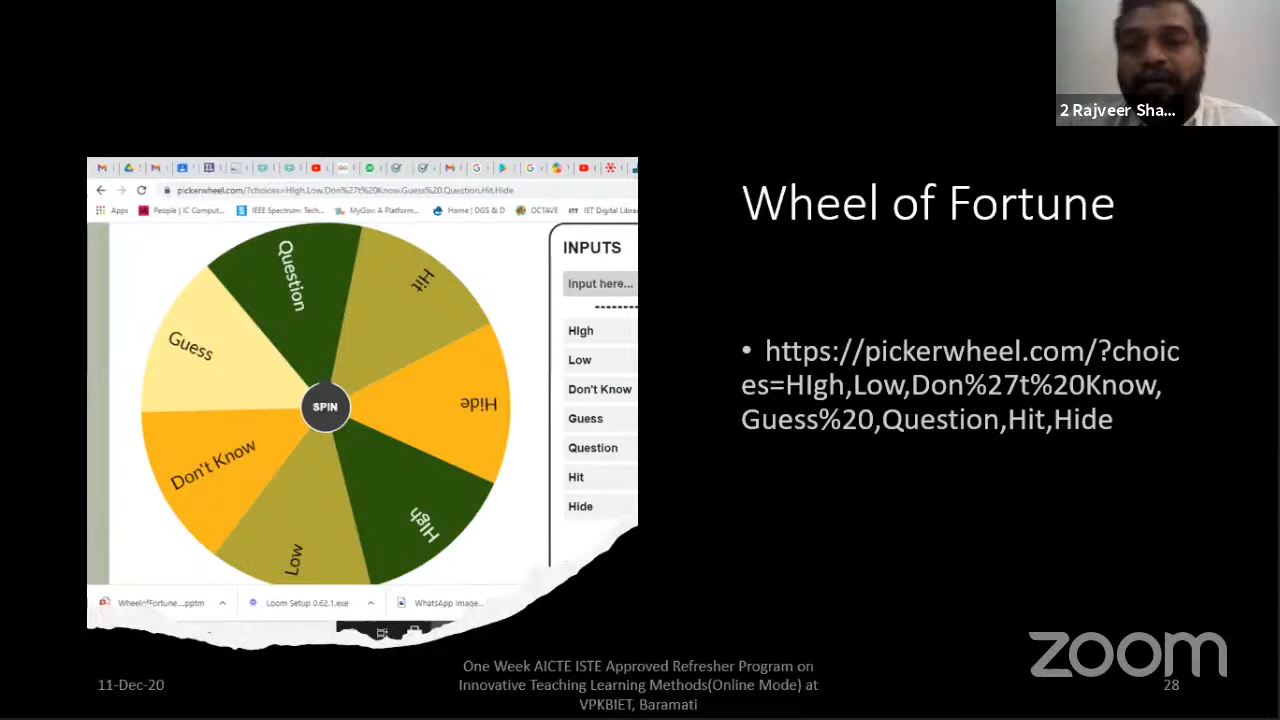 2 Rajveer Sha...
pickerwheel.com/?choices=HIgh,Low,Don%27t%20Know,Guess%20,Question,Hit,Hide
Apps People | IC Comput... IEEE Spectrum: Tech... MyGov: A Platform... Home | DGS & D OCTAVE IET Digital Librar
Question
Hit
Guess
Hide
SPIN
Don't Know
HIgh
Low
INPUTS
Input here...
HIgh
Low
Don't Know
Guess
Question
Hit
Hide
WheelofFortune....pptm Loom Setup 0.62.1.exe WhatsApp Image...
Wheel of Fortune
• https://pickerwheel.com/?choic
es=HIgh,Low,Don%27t%20Know,
Guess%20,Question,Hit,Hide
zoom
11-Dec-20
One Week AICTE ISTE Approved Refresher Program on
Innovative Teaching Learning Methods(Online Mode) at
VPKBIET, Baramati
28